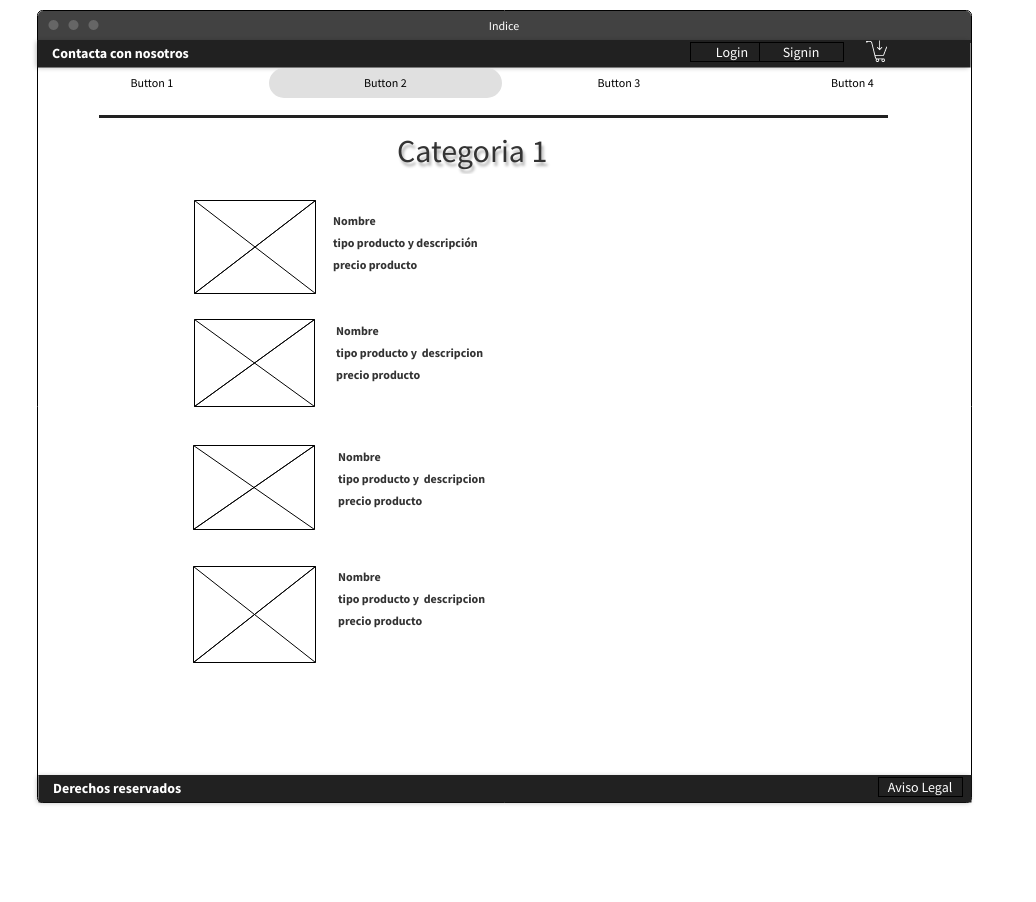 Indice
Contacta con nosotros
Login
Signin
Button 1
Button 2
Button 3
Button 4
Categoria 1
Nombre
tipo producto y descripción
precio producto
Nombre
tipo producto y  descripcion
precio producto
Nombre
tipo producto y  descripcion
precio producto
Nombre
tipo producto y  descripcion
precio producto
Derechos reservados
Aviso Legal